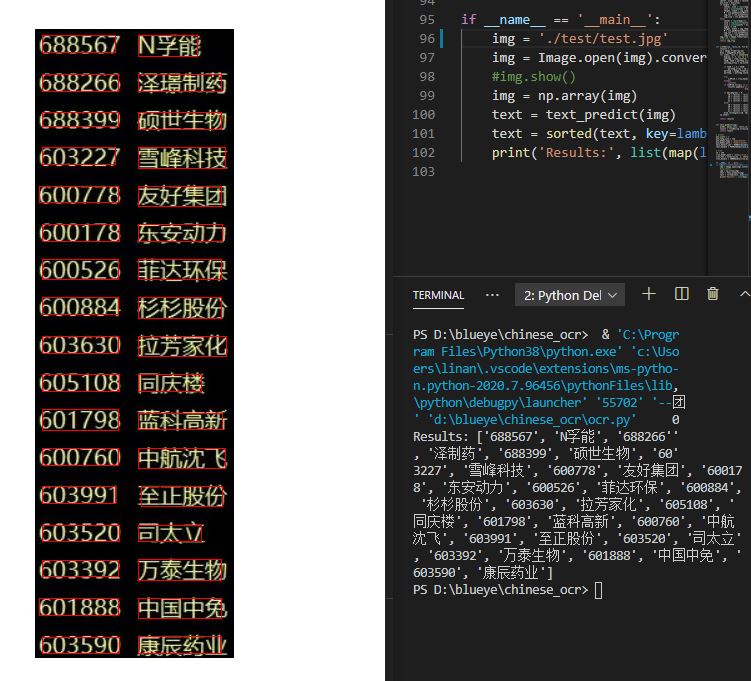 688567 N孚能
688266 泽璟制药
688399 硕世生物
603227 雪峰科技
600778 友好集团
600178 东安动力
600526 菲达环保
600884 杉杉股份
603630 拉芳家化
605108 同庆楼
601798 蓝科高新
600760 中航沈飞
603991 至正股份
603520 司太立
603392 万泰生物
601888 中国中免
603590 康辰药业
94
95 if __name__ == '__main__':
96 img = './test/test.jpg'
97 img = Image.open(img).conver
98 #img.show()
99 img = np.array(img)
100 text = text_predict(img)
101 text = sorted(text, key=lamb
102 print('Results:', list(map(l
103
TERMINAL ··· 2: Python Del
PS D:\blueye\chinese_ocr>  & 'C:\Progr
ram Files\Python38\python.exe' 'c:\Uso
ers\linan\.vscode\extensions\ms-pytho-
n.python-2020.7.96456\pythonFiles\lib,
\python\debugpy\launcher' '55702' '--团
' 'd:\blueye\chinese_ocr\ocr.py' 0
Results: ['688567', 'N孚能', '688266''
, '泽制药', '688399', '硕世生物', '60'
3227', '雪峰科技', '600778', '友好集团', '60017
8', '东安动力', '600526', '菲达环保', '600884',
'杉杉股份', '603630', '拉芳家化', '605108', '
同庆楼', '601798', '蓝科高新', '600760', '中航
沈飞', '603991', '至正股份', '603520', '司太立'
, '603392', '万泰生物', '601888', '中国中免', '
603590', '康辰药业']
PS D:\blueye\chinese_ocr>